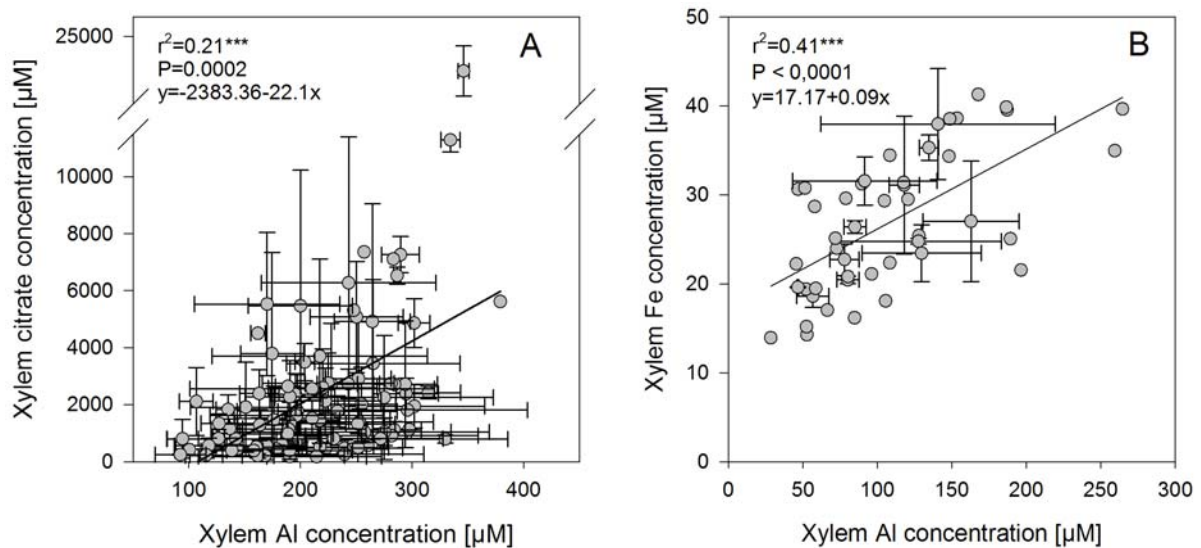 25000
r²=0.21***
P=0.0002
y=-2383.36-22.1x
A
10000
8000
6000
4000
2000
0
100 200 300 400
Xylem Al concentration [µM]
Xylem citrate concentration [µM]
50
r²=0.41***
P < 0,0001
y=17.17+0.09x
B
40
30
20
10
0
0 50 100 150 200 250 300
Xylem Al concentration [µM]
Xylem Fe concentration [µM]